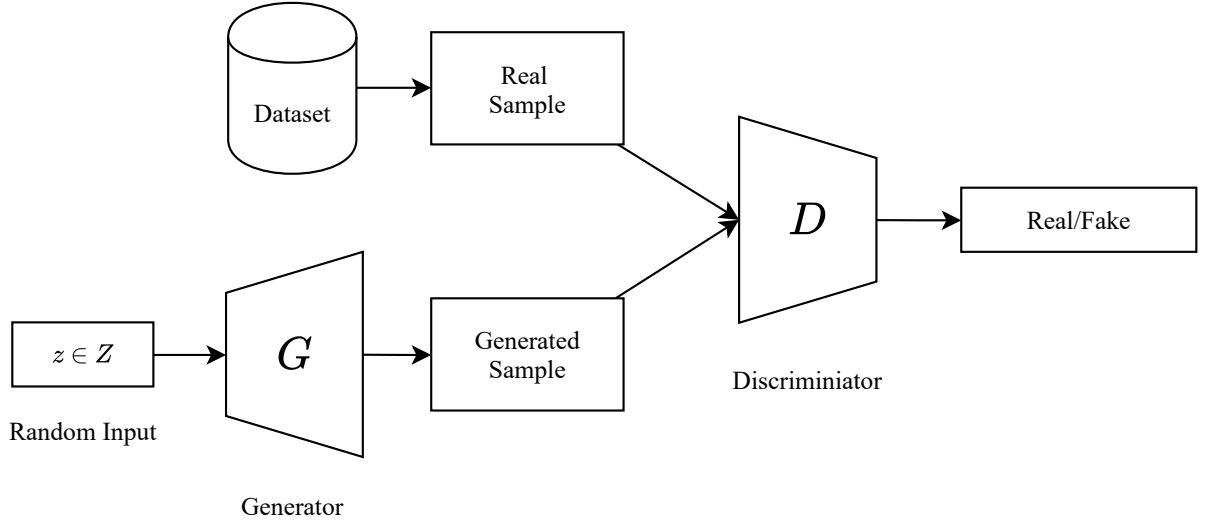 Real
Sample
Dataset
D
Real/Fake
G
z ∈ Z
Generated
Sample
Discriminiator
Random Input
Generator